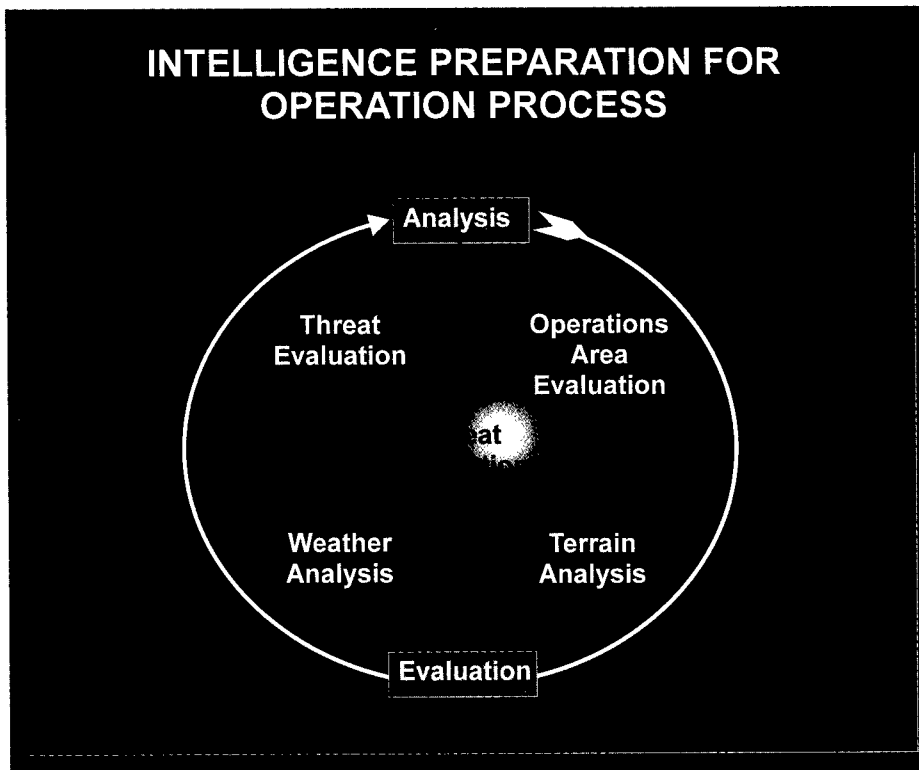 INTELLIGENCE PREPARATION FOR
OPERATION PROCESS
Analysis
Threat
Evaluation
Operations
Area
Evaluation
Weather
Analysis
Terrain
Analysis
Evaluation